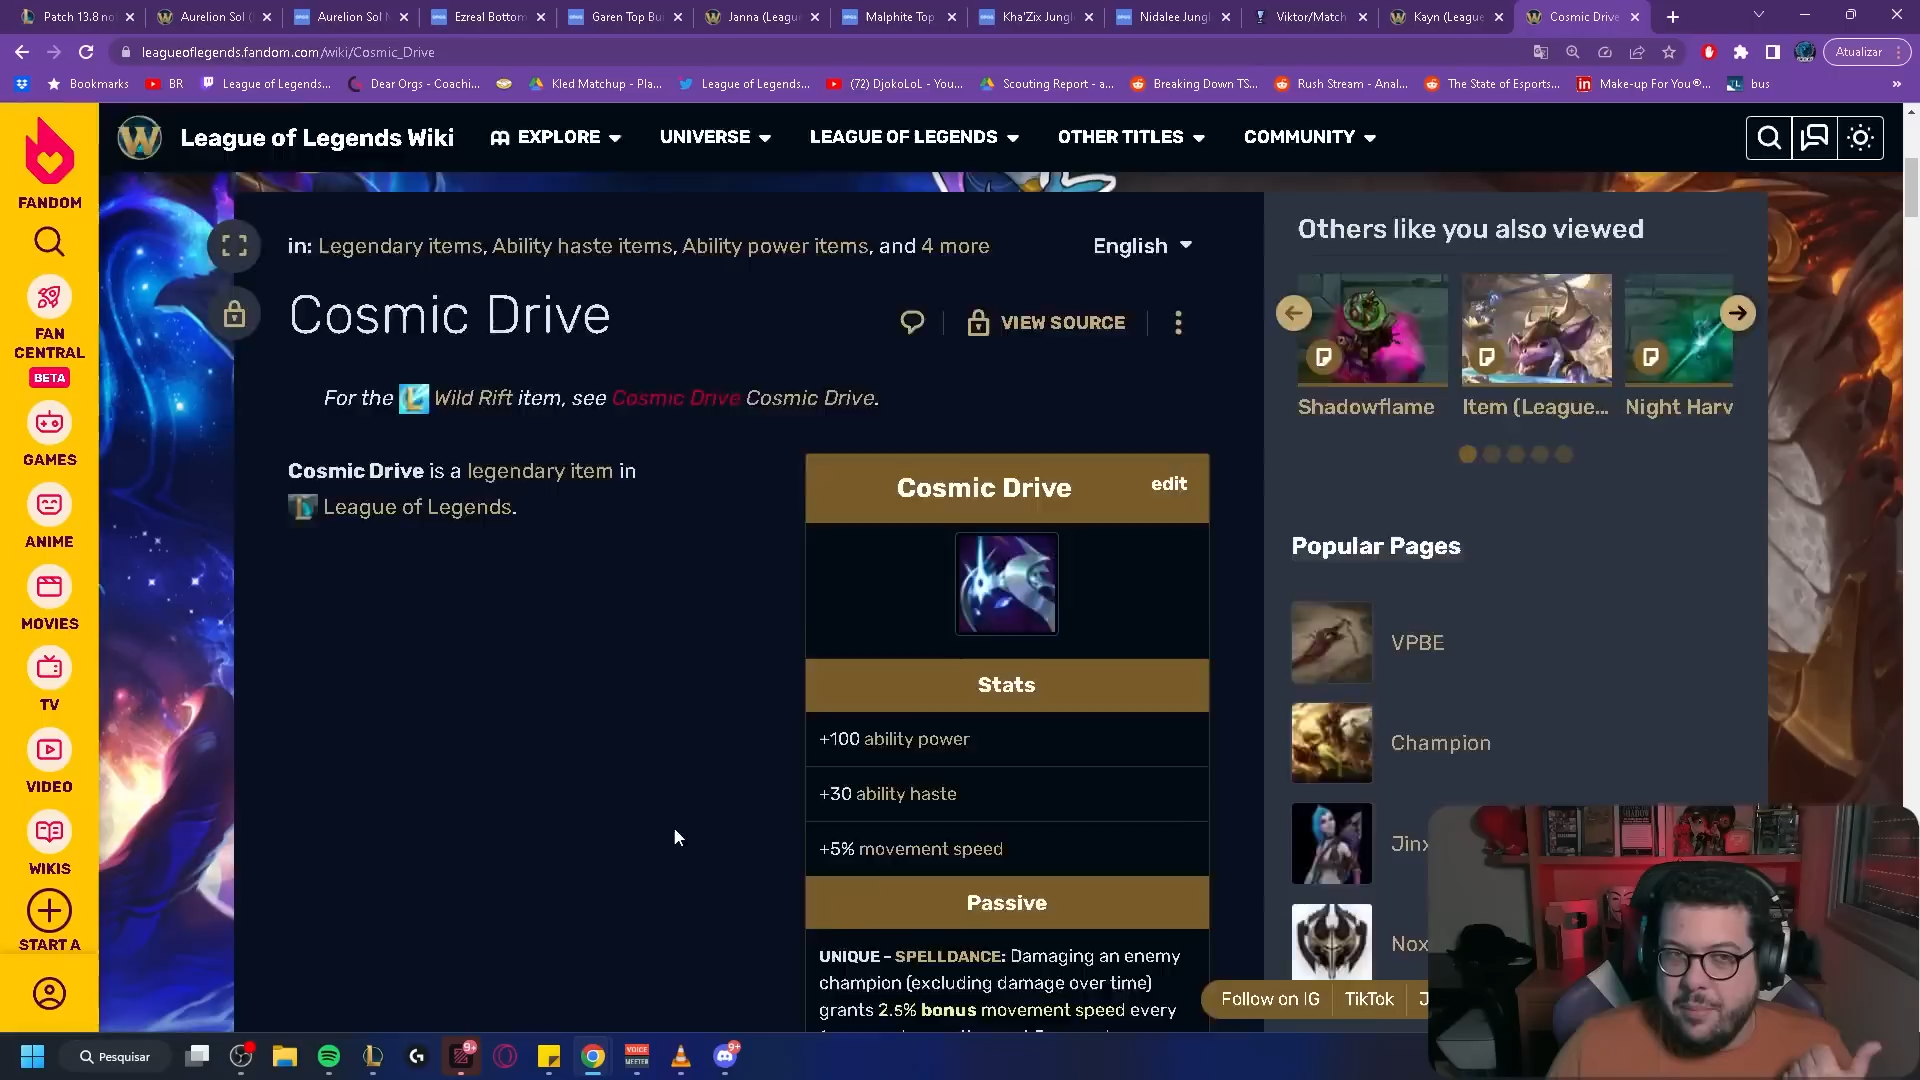 Patch 13.8 no
Aurelion Sol (
Aurelion Sol M
Ezreal Bottom
Garen Top Bui
Janna (Leagu
Malphite Top
Kha'Zix Jungl
Nidalee Jungl
Viktor/Match
Kayn (League
Cosmic Drive
leagueoflegends.fandom.com/wiki/Cosmic_Drive
Atualizar
Bookmarks
BR
League of Legends...
Dear Orgs - Coachi...
Kled Matchup - Pla...
League of Legends...
(72) DjokoLoL - You...
Scouting Report - a...
Breaking Down TS...
Rush Stream - Anal...
The State of Esports...
Make-up For You®...
bus
League of Legends Wiki
EXPLORE
UNIVERSE
LEAGUE OF LEGENDS
OTHER TITLES
COMMUNITY
FANDOM
FAN
CENTRAL
BETA
GAMES
ANIME
MOVIES
TV
VIDEO
WIKIS
START A
in: Legendary items, Ability haste items, Ability power items, and 4 more
English
Cosmic Drive
VIEW SOURCE
For the Wild Rift item, see Cosmic Drive Cosmic Drive.
Cosmic Drive is a legendary item in
League of Legends.
Cosmic Drive
edit
Stats
+100 ability power
+30 ability haste
+5% movement speed
Passive
UNIQUE – SPELLDANCE: Damaging an enemy
champion (excluding damage over time)
grants 2.5% bonus movement speed every
Others like you also viewed
Shadowflame
Item (League...
Night Harv
Popular Pages
VPBE
Champion
Jinx
Nox
Follow on IG
TikTok
J
Pesquisar
9+
VOICE
MEETER
9+